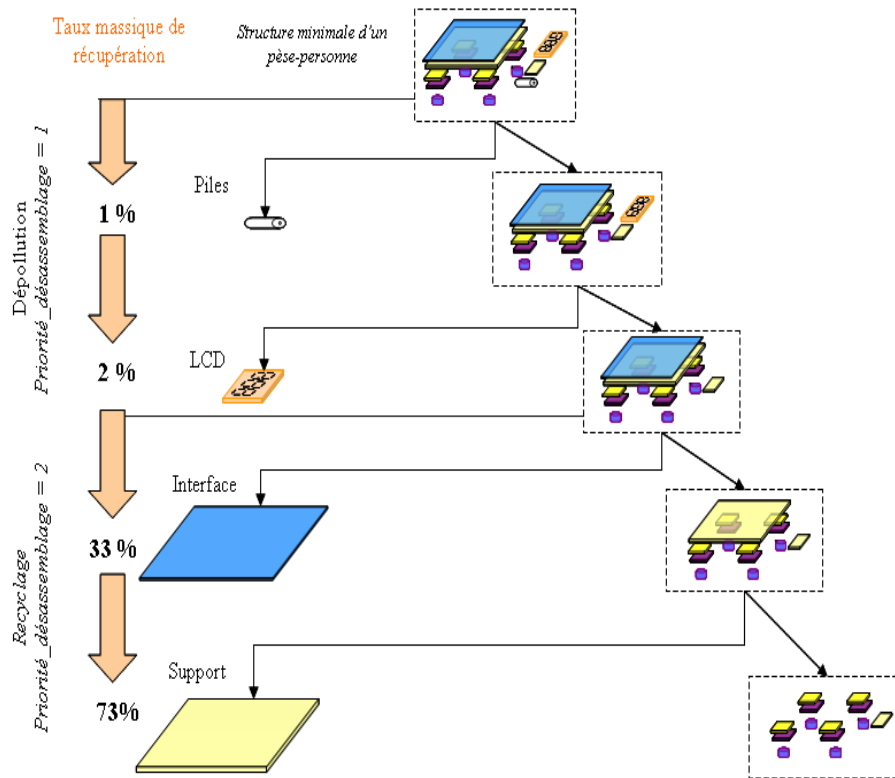 Taux massique de
récupération
Structure minimale d'un
pèse-personne
Dépollution
Priorité_désassemblage = 1
Piles
1 %
LCD
2 %
Recyclage
Priorité_désassemblage = 2
Interface
33 %
Support
73%